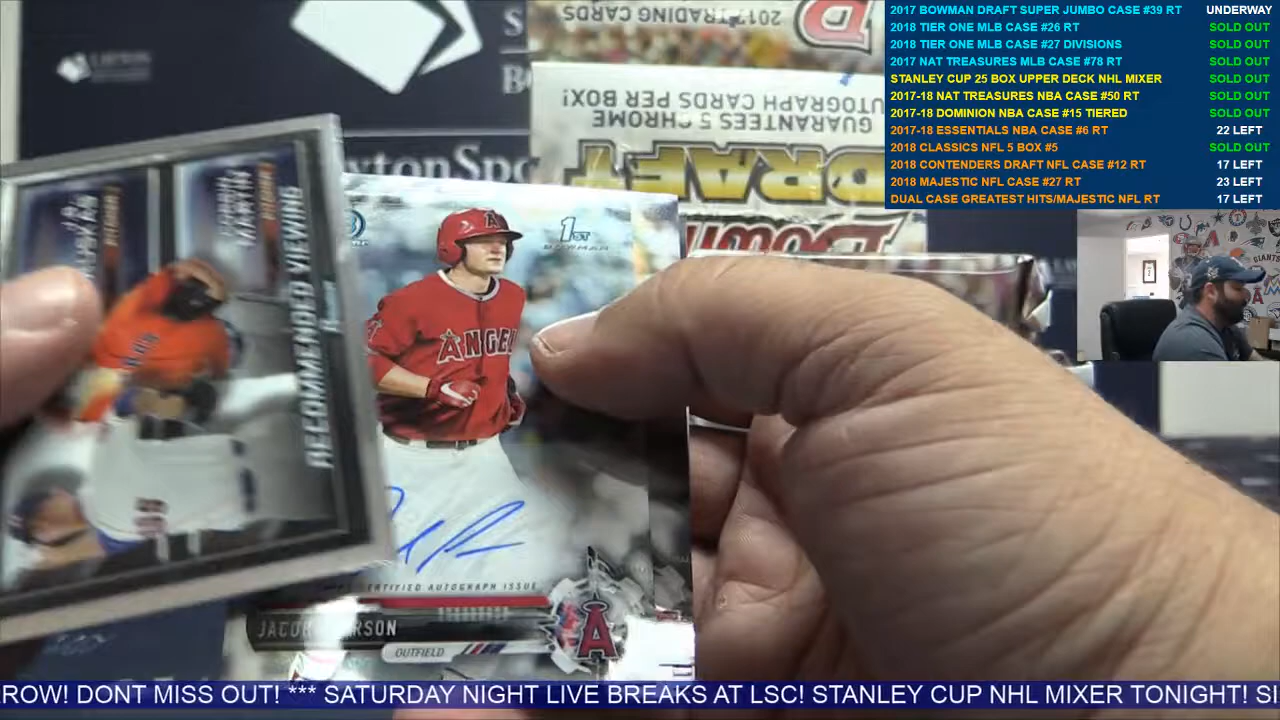 2017 BOWMAN DRAFT SUPER JUMBO CASE #39 RT UNDERWAY
2018 TIER ONE MLB CASE #26 RT SOLD OUT
2018 TIER ONE MLB CASE #27 DIVISIONS SOLD OUT
2017 NAT TREASURES MLB CASE #78 RT SOLD OUT
STANLEY CUP 25 BOX UPPER DECK NHL MIXER SOLD OUT
2017-18 NAT TREASURES NBA CASE #50 RT SOLD OUT
2017-18 DOMINION NBA CASE #15 TIERED SOLD OUT
2017-18 ESSENTIALS NBA CASE #6 RT 22 LEFT
2018 CLASSICS NFL 5 BOX #5 SOLD OUT
2018 CONTENDERS DRAFT NFL CASE #12 RT 17 LEFT
2018 MAJESTIC NFL CASE #27 RT 23 LEFT
DUAL CASE GREATEST HITS/MAJESTIC NFL RT 17 LEFT
2017 TRADING CARDS
GUARANTEES 5 CHROME
AUTOGRAPH CARDS PER BOX!
DRAFT
RECOMMENDED VIEWING
1ST
BOWMAN
A
ANGEL
CERTIFIED AUTOGRAPH ISSUE
OUTFIELD
A
GIANTS
ROW! DONT MISS OUT! *** SATURDAY NIGHT LIVE BREAKS AT LSC! STANLEY CUP NHL MIXER TONIGHT!